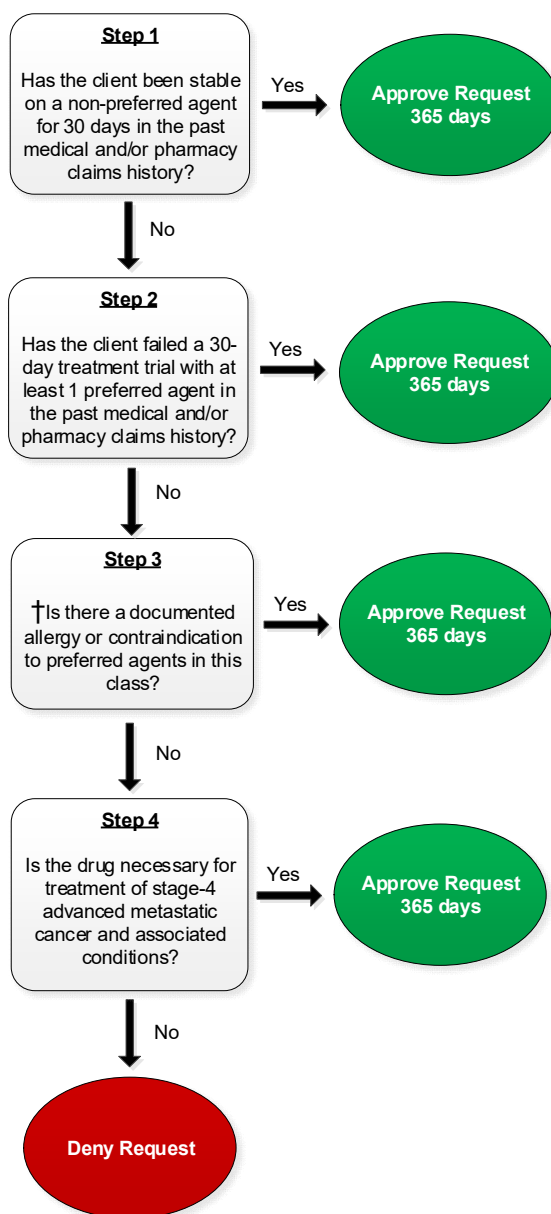 Step 1
Has the client been stable
on a non-preferred agent
for 30 days in the past
medical and/or pharmacy
claims history?
Yes
Approve Request
365 days
No
Step 2
Has the client failed a 30-
day treatment trial with at
least 1 preferred agent in
the past medical and/or
pharmacy claims history?
Yes
Approve Request
365 days
No
Step 3
†Is there a documented
allergy or contraindication
to preferred agents in this
class?
Yes
Approve Request
365 days
No
Step 4
Is the drug necessary for
treatment of stage-4
advanced metastatic
cancer and associated
conditions?
Yes
Approve Request
365 days
No
Deny Request